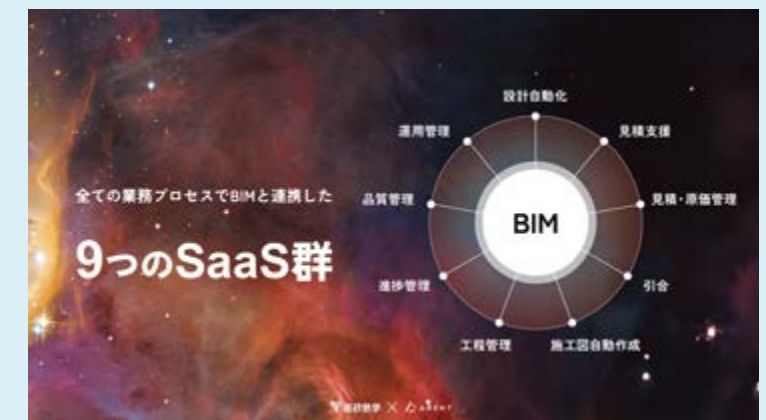 全ての業務プロセスでBIMと連携した
9つのSaaS群
BIM
設計自動化
見積支援
見積・原価管理
引合
施工図自動作成
工程管理
進捗管理
品質管理
運用管理
×